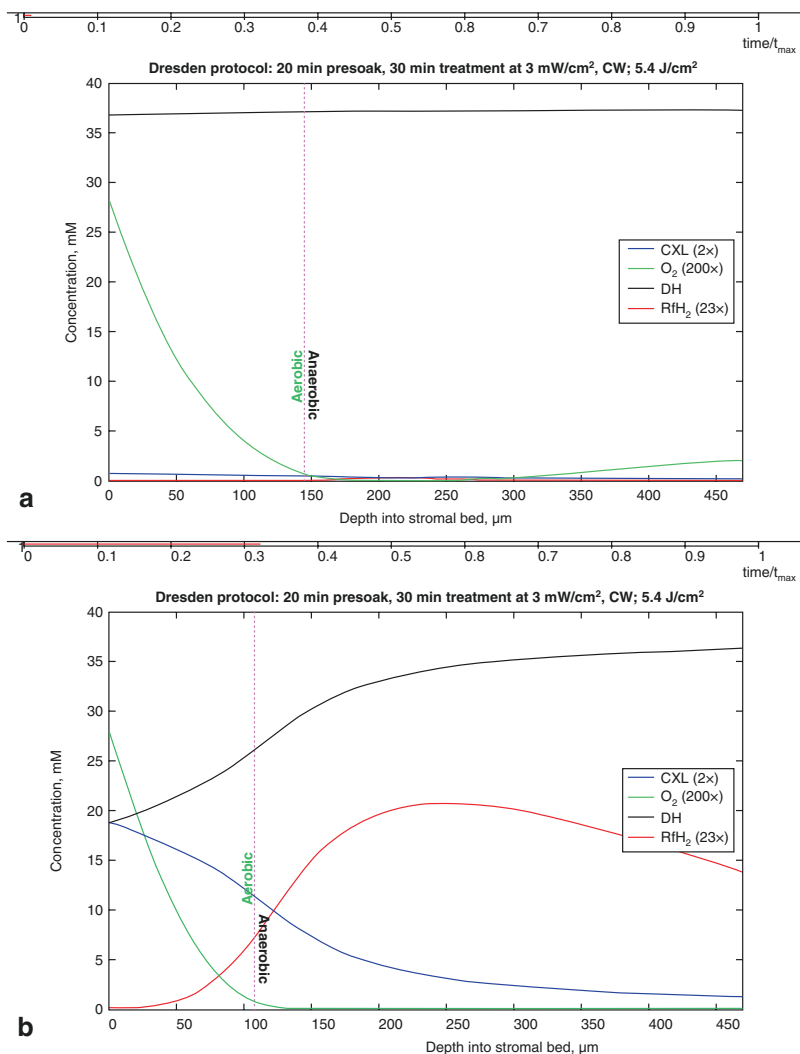 1
0 0.1 0.2 0.3 0.4 0.5 0.6 0.7 0.8 0.9 1
time/tmax
Dresden protocol: 20 min presoak, 30 min treatment at 3 mW/cm², CW; 5.4 J/cm²
40
35
30
25
20
15
10
5
0
Concentration, mM
CXL (2×)
O₂ (200×)
DH
RfH₂ (23×)
Aerobic
Anaerobic
0 50 100 150 200 250 300 350 400 450
Depth into stromal bed, µm
a
1
0 0.1 0.2 0.3 0.4 0.5 0.6 0.7 0.8 0.9 1
time/tmax
Dresden protocol: 20 min presoak, 30 min treatment at 3 mW/cm², CW; 5.4 J/cm²
40
35
30
25
20
15
10
5
0
Concentration, mM
CXL (2×)
O₂ (200×)
DH
RfH₂ (23×)
Aerobic
Anaerobic
0 50 100 150 200 250 300 350 400 450
Depth into stromal bed, µm
b